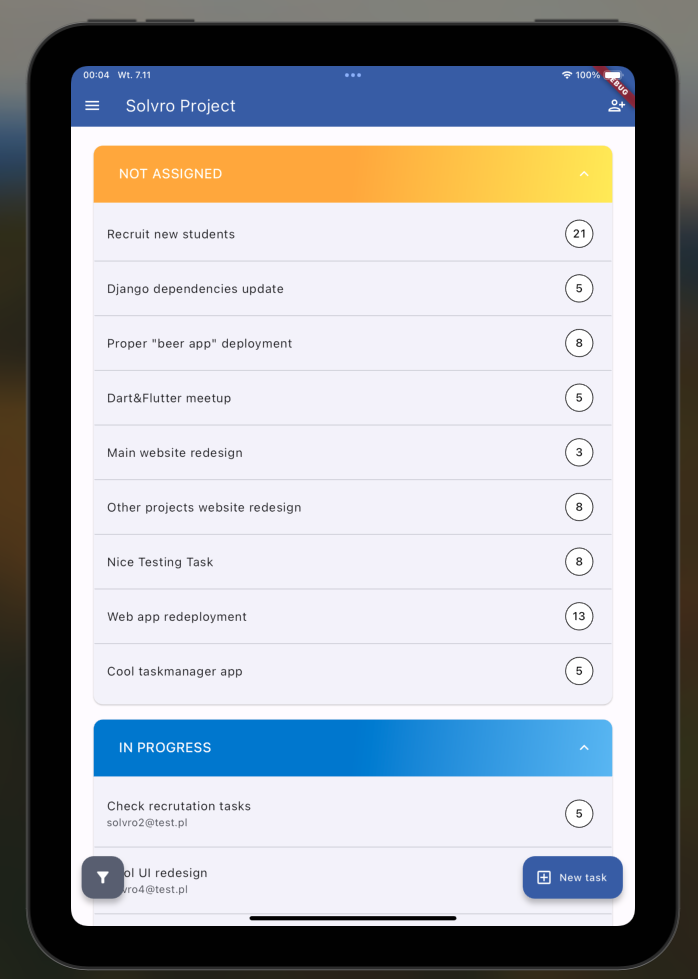 00:04 Wt. 7.11
100%
DEBUG
Solvro Project
NOT ASSIGNED
Recruit new students 21
Django dependencies update 5
Proper "beer app" deployment 8
Dart&Flutter meetup 5
Main website redesign 3
Other projects website redesign 8
Nice Testing Task 8
Web app redeployment 13
Cool taskmanager app 5
IN PROGRESS
Check recrutation tasks 5
solvro2@test.pl
ol UI redesign
vro4@test.pl
New task